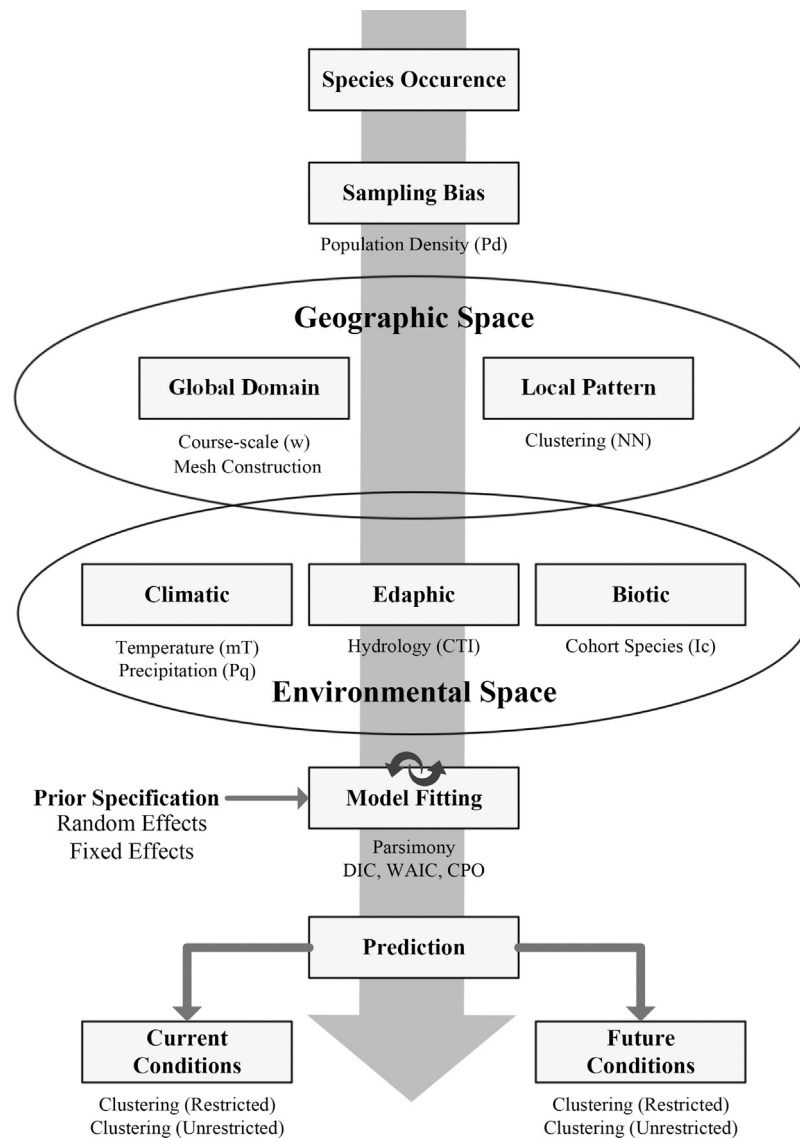 Species Occurence
Sampling Bias
Population Density (Pd)
Geographic Space
Global Domain
Course-scale (w)
Mesh Construction
Local Pattern
Clustering (NN)
Climatic
Temperature (mT)
Precipitation (Pq)
Edaphic
Hydrology (CTI)
Biotic
Cohort Species (Ic)
Environmental Space
Prior Specification
Random Effects
Fixed Effects
Model Fitting
Parsimony
DIC, WAIC, CPO
Prediction
Current
Conditions
Clustering (Restricted)
Clustering (Unrestricted)
Future
Conditions
Clustering (Restricted)
Clustering (Unrestricted)